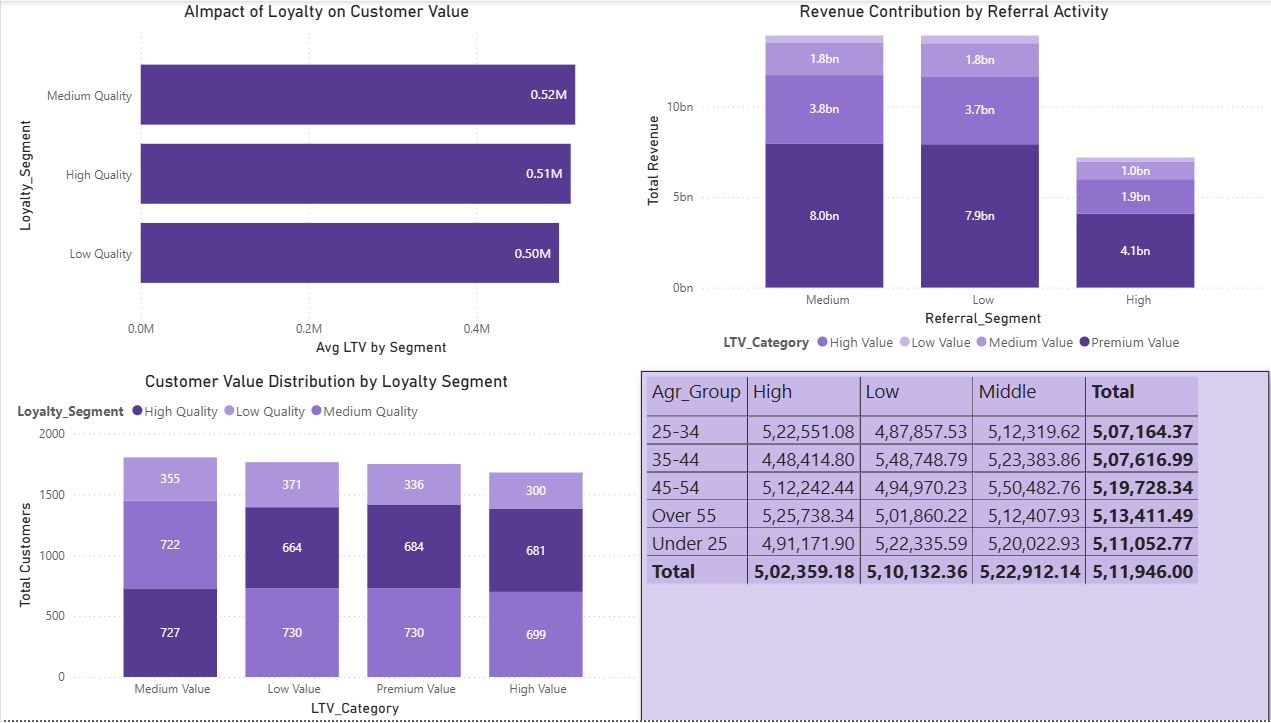 AImpact of Loyalty on Customer Value
Loyalty_Segment
Medium Quality
0.52M
High Quality
0.51M
Low Quality
0.50M
0.0M 0.2M 0.4M
Avg LTV by Segment
Revenue Contribution by Referral Activity
Total Revenue
10bn
5bn
0bn
1.8bn
3.8bn
8.0bn
1.8bn
3.7bn
7.9bn
1.0bn
1.9bn
4.1bn
Medium Low High
Referral_Segment
LTV_Category High Value Low Value Medium Value Premium Value
Customer Value Distribution by Loyalty Segment
Loyalty_Segment High Quality Low Quality Medium Quality
Total Customers
2000
1500
1000
500
0
355
722
727
371
664
730
336
684
730
300
681
699
Medium Value Low Value Premium Value High Value
LTV_Category
Agr_Group High Low Middle Total
25-34 5,22,551.08 4,87,857.53 5,12,319.62 5,07,164.37
35-44 4,48,414.80 5,48,748.79 5,23,383.86 5,07,616.99
45-54 5,12,242.44 4,94,970.23 5,50,482.76 5,19,728.34
Over 55 5,25,738.34 5,01,860.22 5,12,407.93 5,13,411.49
Under 25 4,91,171.90 5,22,335.59 5,20,022.93 5,11,052.77
Total 5,02,359.18 5,10,132.36 5,22,912.14 5,11,946.00